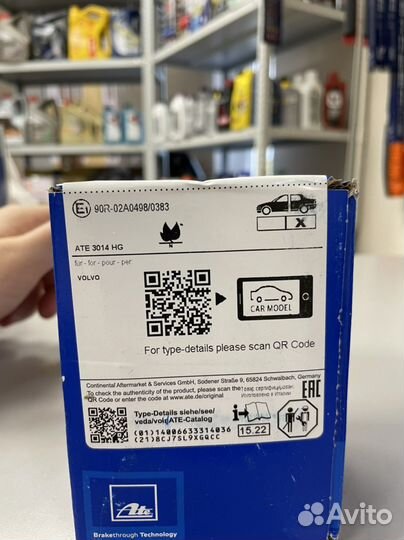 E1 90R-02A0498/0383
X
ATE 3014 HG
N
für - for - pour - per:
VOLVO
CAR MODEL
For type-details please scan QR Code
Continental Aftermarket & Services GmbH, Sodener Straße 9, 65824 Schwalbach, Germany
To check the authenticity of the product, please scan the
QR Code or enter the code at www.ate.de/original
Изготовлено в Италии
EAC
Type-Details siehe/see/
veda/voir ATE-Catalog
i
15.22
(01)14006633314036
(21)8CJ7SL9XGQCC
Ate
Brakethrough Technology
Avito